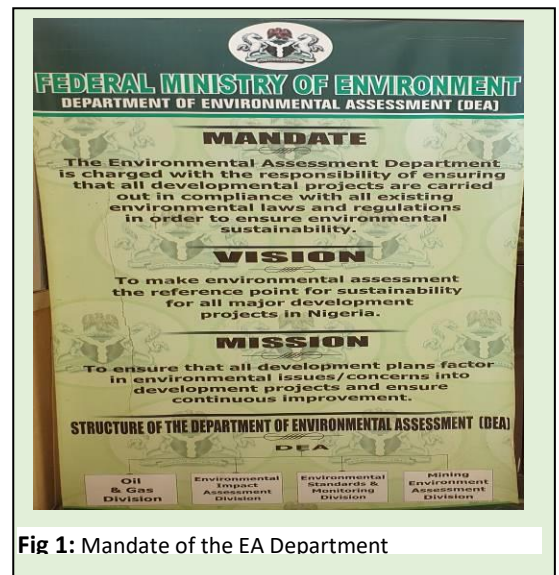 FEDERAL MINISTRY OF ENVIRONMENT
DEPARTMENT OF ENVIRONMENTAL ASSESSMENT (DEA)
MANDATE
The Environmental Assessment Department
is charged with the responsibility of ensuring
that all developmental projects are carried
out in compliance with all existing
environmental laws and regulations
in order to ensure environmental
sustainability.
VISION
To make environmental assessment
the reference point for sustainability
for all major development
projects in Nigeria.
MISSION
To ensure that all development plans factor
in environmental issues/concerns into
development projects and ensure
continuous improvement.
STRUCTURE OF THE DEPARTMENT OF ENVIRONMENTAL ASSESSMENT (DEA)
DEA
Oil
& Gas
Division
Environmental
Impact
Assessment
Division
Environmental
Standards &
Monitoring
Division
Mining
Environment
Assessment
Division
Fig 1: Mandate of the EA Department